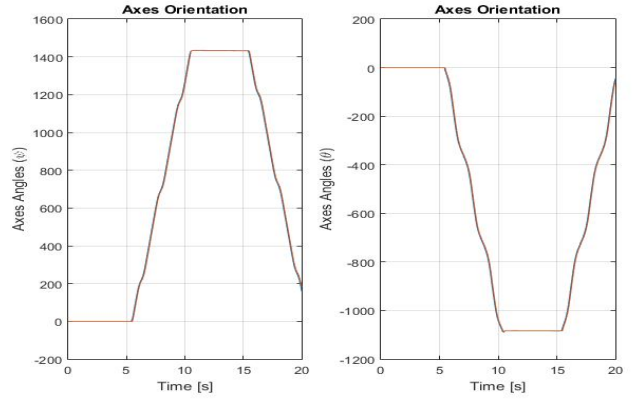 Axes Orientation
Axes Angles (ψ)
1600
1400
1200
1000
800
600
400
200
0
-200
0 5 10 15 20
Time [s]
Axes Orientation
Axes Angles (θ)
200
0
-200
-400
-600
-800
-1000
-1200
0 5 10 15 20
Time [s]